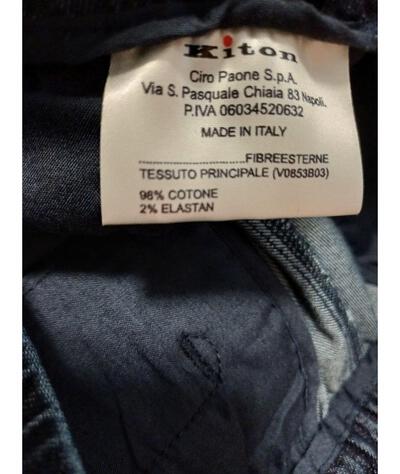 Kiton
Ciro Paone S.p.A.
Via S. Pasquale Chiaia 83 Napoli.
P.IVA 06034520632
MADE IN ITALY
..............................FIBREESTERNE
TESSUTO PRINCIPALE (V0853B03)
98% COTONE
2% ELASTAN